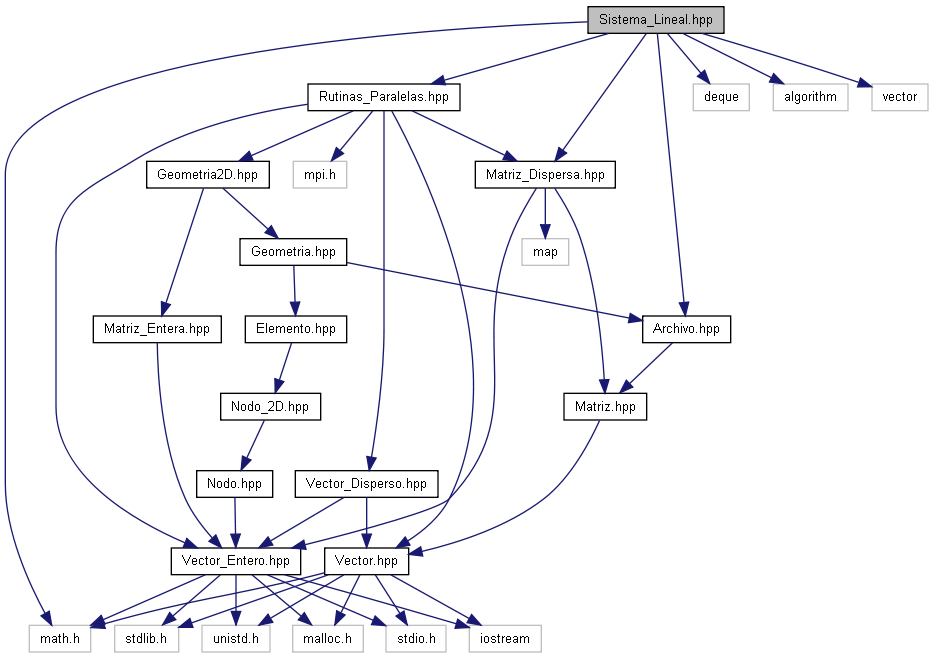 Sistema_Lineal.hpp
Rutinas_Paralelas.hpp
deque
algorithm
vector
Geometria2D.hpp
mpi.h
Matriz_Dispersa.hpp
Geometria.hpp
map
Matriz_Entera.hpp
Elemento.hpp
Archivo.hpp
Nodo_2D.hpp
Matriz.hpp
Nodo.hpp
Vector_Disperso.hpp
Vector_Entero.hpp
Vector.hpp
math.h
stdlib.h
unistd.h
malloc.h
stdio.h
iostream